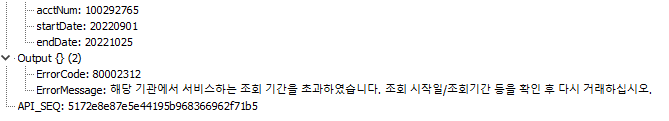 acctNum: 100292765
startDate: 20220901
endDate: 20221025
Output {} (2)
ErrorCode: 80002312
ErrorMessage: 해당 기관에서 서비스하는 조회 기간을 초과하였습니다. 조회 시작일/조회기간 등을 확인 후 다시 거래하십시오.
API_SEQ: 5172e8e87e5e44195b968366962f71b5